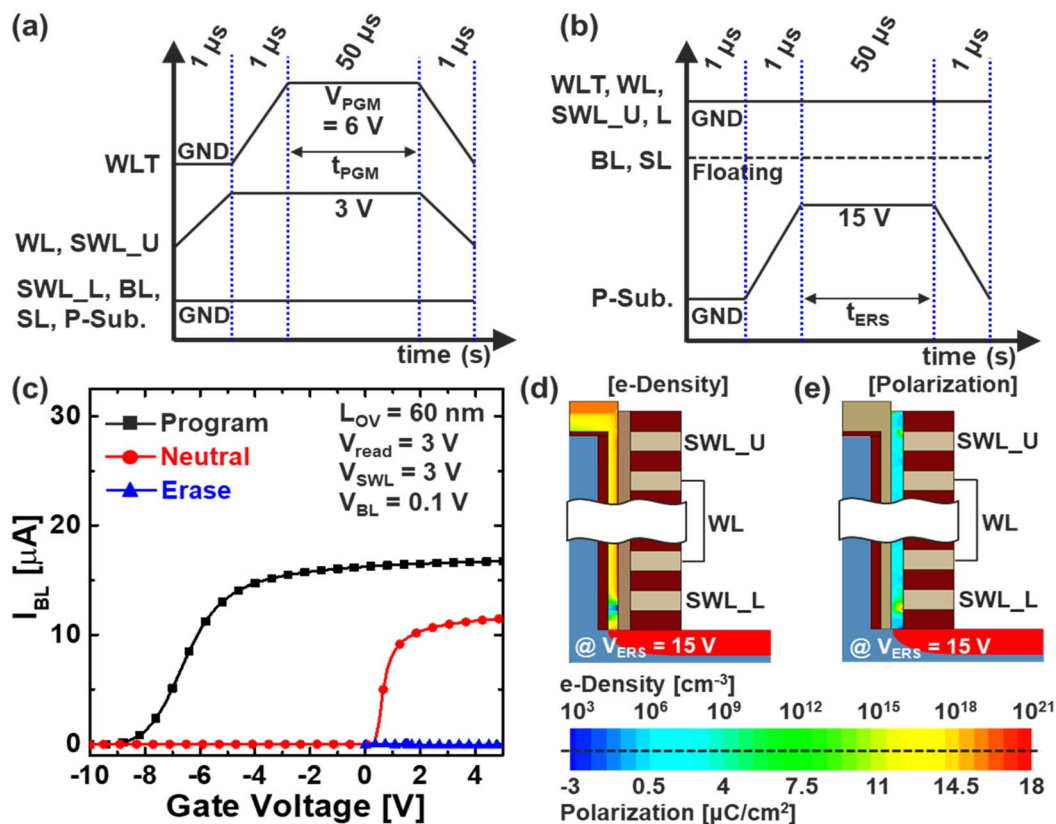 (a)
1 μs
1 μs
50 μs
1 μs
V_PGM
= 6 V
GND
WLT
t_PGM
3 V
WL, SWL_U
SWL_L, BL,
SL, P-Sub.
GND
time (s)
(b)
1 μs
1 μs
50 μs
1 μs
WLT, WL,
SWL_U, L
GND
BL, SL
Floating
15 V
P-Sub.
GND
t_ERS
time (s)
(c)
Program
Neutral
Erase
L_OV = 60 nm
V_read = 3 V
V_SWL = 3 V
V_BL = 0.1 V
I_BL [μA]
30
20
10
0
-10 -8 -6 -4 -2 0 2 4
Gate Voltage [V]
(d)
[e-Density]
SWL_U
WL
SWL_L
@ V_ERS = 15 V
(e)
[Polarization]
SWL_U
WL
SWL_L
@ V_ERS = 15 V
e-Density [cm⁻³]
10³ 10⁶ 10⁹ 10¹² 10¹⁵ 10¹⁸ 10²¹
-3 0.5 4 7.5 11 14.5 18
Polarization [μC/cm²]